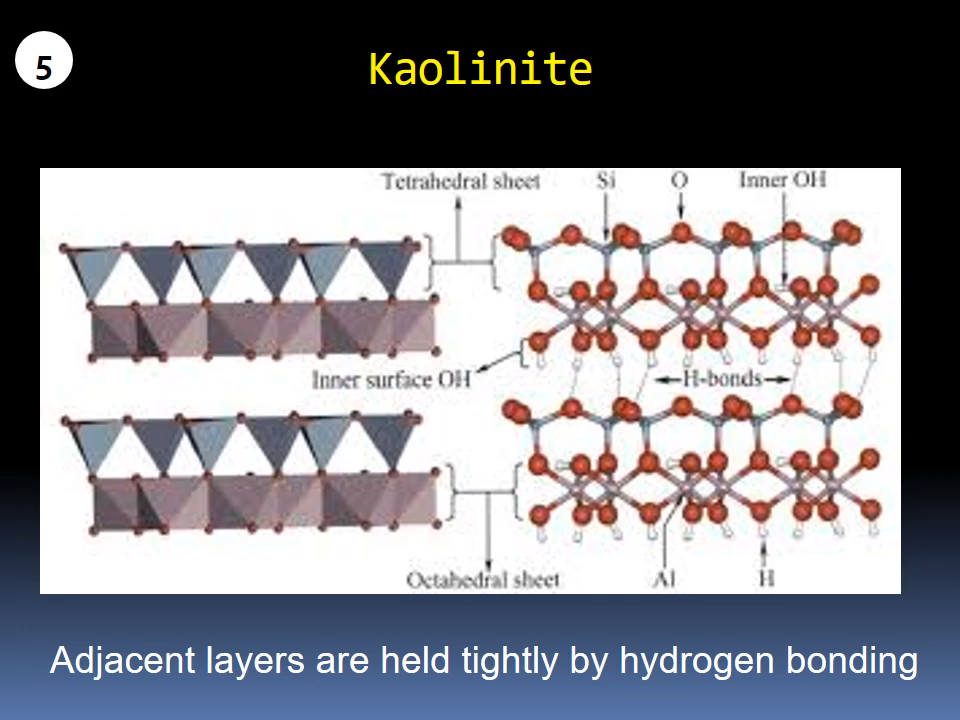 5
Kaolinite
Tetrahedral sheet
Si
O
Inner OH
Inner surface OH
H-bonds
Octahedral sheet
Al
H
Adjacent layers are held tightly by hydrogen bonding